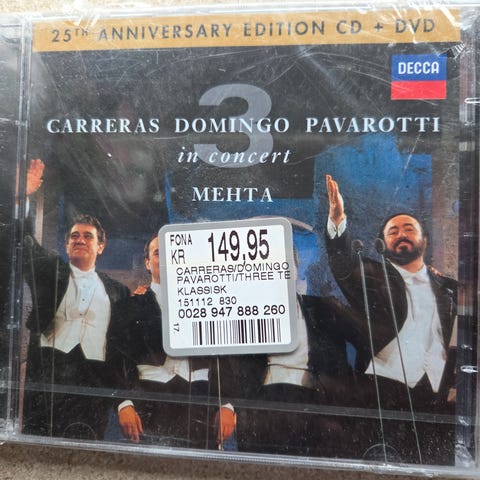 25TH ANNIVERSARY EDITION CD + DVD
DECCA
3
CARRERAS DOMINGO PAVAROTTI
in concert
MEHTA
FONA
KR 149,95
CARRERAS/DOMINGO
PAVAROTTI/THREE TE
KLASSISK
151112 830
0028 947 888 260
17.